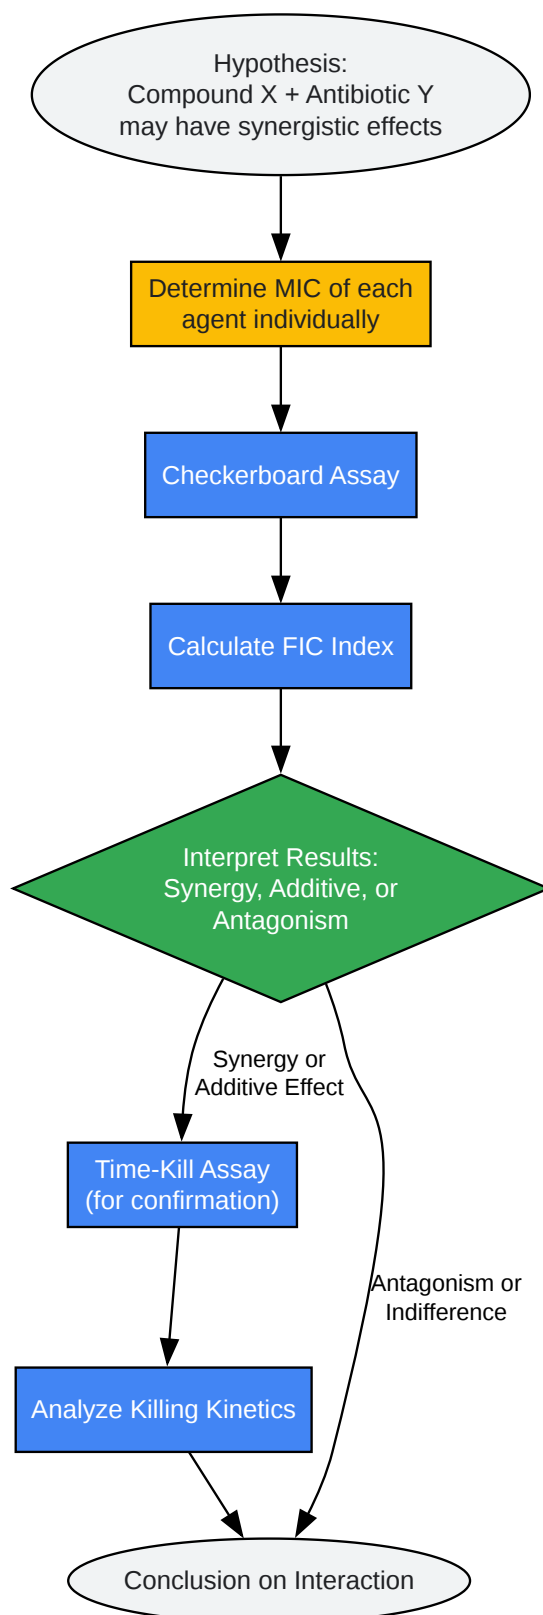 Hypothesis:
Compound X + Antibiotic Y
may have synergistic effects
Determine MIC of each
agent individually
Checkerboard Assay
Calculate FIC Index
Interpret Results:
Synergy, Additive, or
Antagonism
Synergy or
Additive Effect
Time-Kill Assay
(for confirmation)
Antagonism or
Indifference
Analyze Killing Kinetics
Conclusion on Interaction